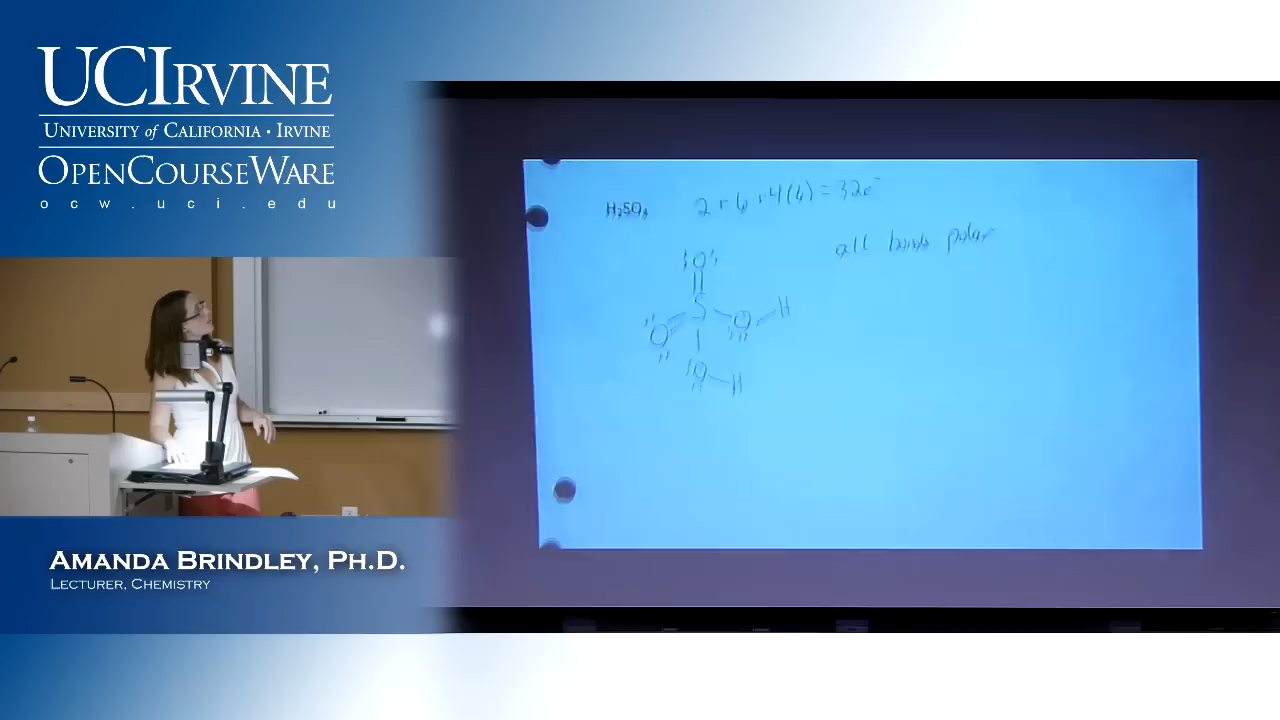 UCIRVINE
UNIVERSITY of CALIFORNIA · IRVINE
OPENCOURSEWARE
ocw.uci.edu
H₂SO₄ 2 + 6 + 4(6) = 32e⁻
all bonds polar
O
S
O O H
O H
AMANDA BRINDLEY, PH.D.
LECTURER, CHEMISTRY